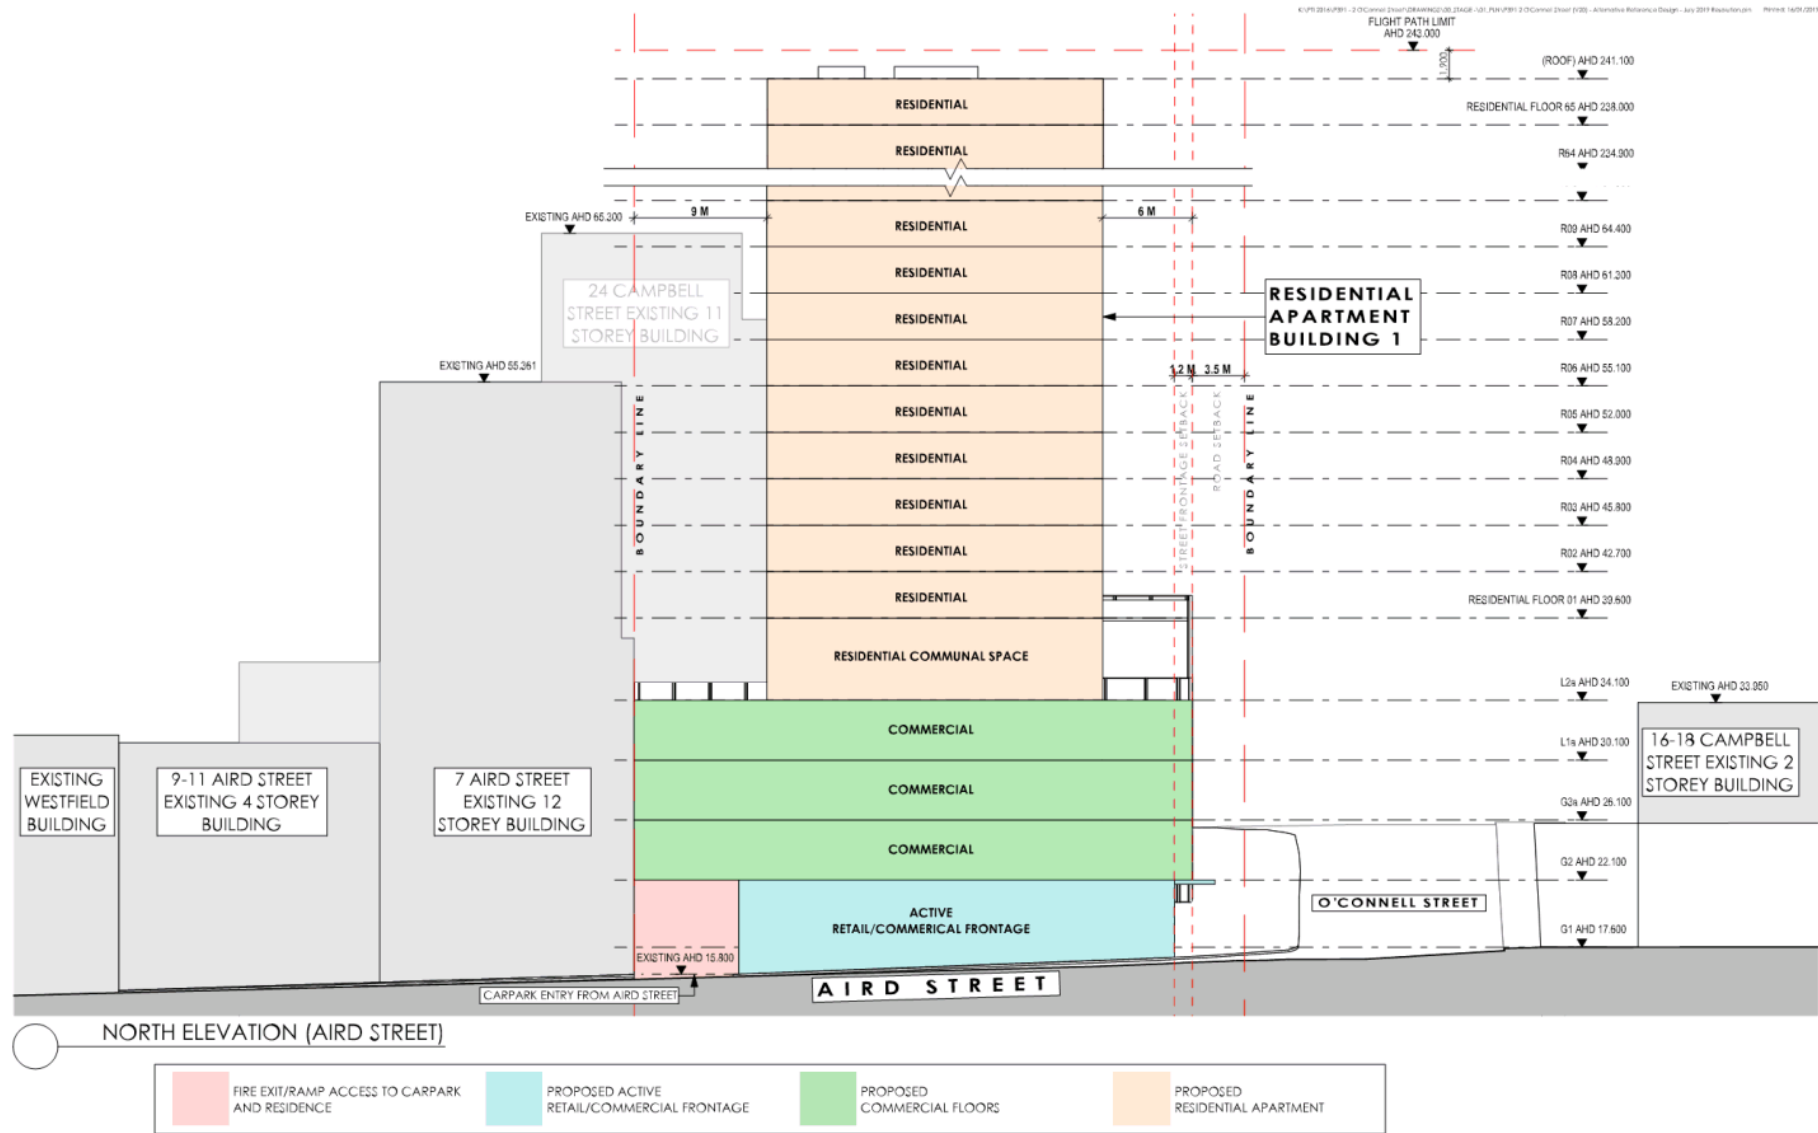 FLIGHT PATH LIMIT
AHD 243.000
1,900
(ROOF) AHD 241.100
RESIDENTIAL
RESIDENTIAL FLOOR 65 AHD 238.000
RESIDENTIAL
R64 AHD 234.900
EXISTING AHD 65.200
9 M
6 M
RESIDENTIAL
R09 AHD 64.400
RESIDENTIAL
R08 AHD 61.300
24 CAMPBELL
STREET EXISTING 11
STOREY BUILDING
RESIDENTIAL
APARTMENT
BUILDING 1
RESIDENTIAL
R07 AHD 58.200
EXISTING AHD 55.361
RESIDENTIAL
1.2 M
3.5 M
R06 AHD 55.100
BOUNDARY LINE
RESIDENTIAL
STREET FRONTAGE SETBACK
ROAD SETBACK
BOUNDARY LINE
R05 AHD 52.000
RESIDENTIAL
R04 AHD 48.900
RESIDENTIAL
R03 AHD 45.800
RESIDENTIAL
R02 AHD 42.700
RESIDENTIAL
RESIDENTIAL FLOOR 01 AHD 39.600
RESIDENTIAL COMMUNAL SPACE
L2a AHD 34.100
EXISTING AHD 33.950
COMMERCIAL
L1a AHD 30.100
16-18 CAMPBELL
STREET EXISTING 2
STOREY BUILDING
EXISTING
WESTFIELD
BUILDING
9-11 AIRD STREET
EXISTING 4 STOREY
BUILDING
7 AIRD STREET
EXISTING 12
STOREY BUILDING
COMMERCIAL
G3a AHD 26.100
COMMERCIAL
G2 AHD 22.100
ACTIVE
RETAIL/COMMERICAL FRONTAGE
O'CONNELL STREET
G1 AHD 17.600
EXISTING AHD 15.800
CARPARK ENTRY FROM AIRD STREET
AIRD STREET
NORTH ELEVATION (AIRD STREET)
FIRE EXIT/RAMP ACCESS TO CARPARK
AND RESIDENCE
PROPOSED ACTIVE
RETAIL/COMMERCIAL FRONTAGE
PROPOSED
COMMERCIAL FLOORS
PROPOSED
RESIDENTIAL APARTMENT